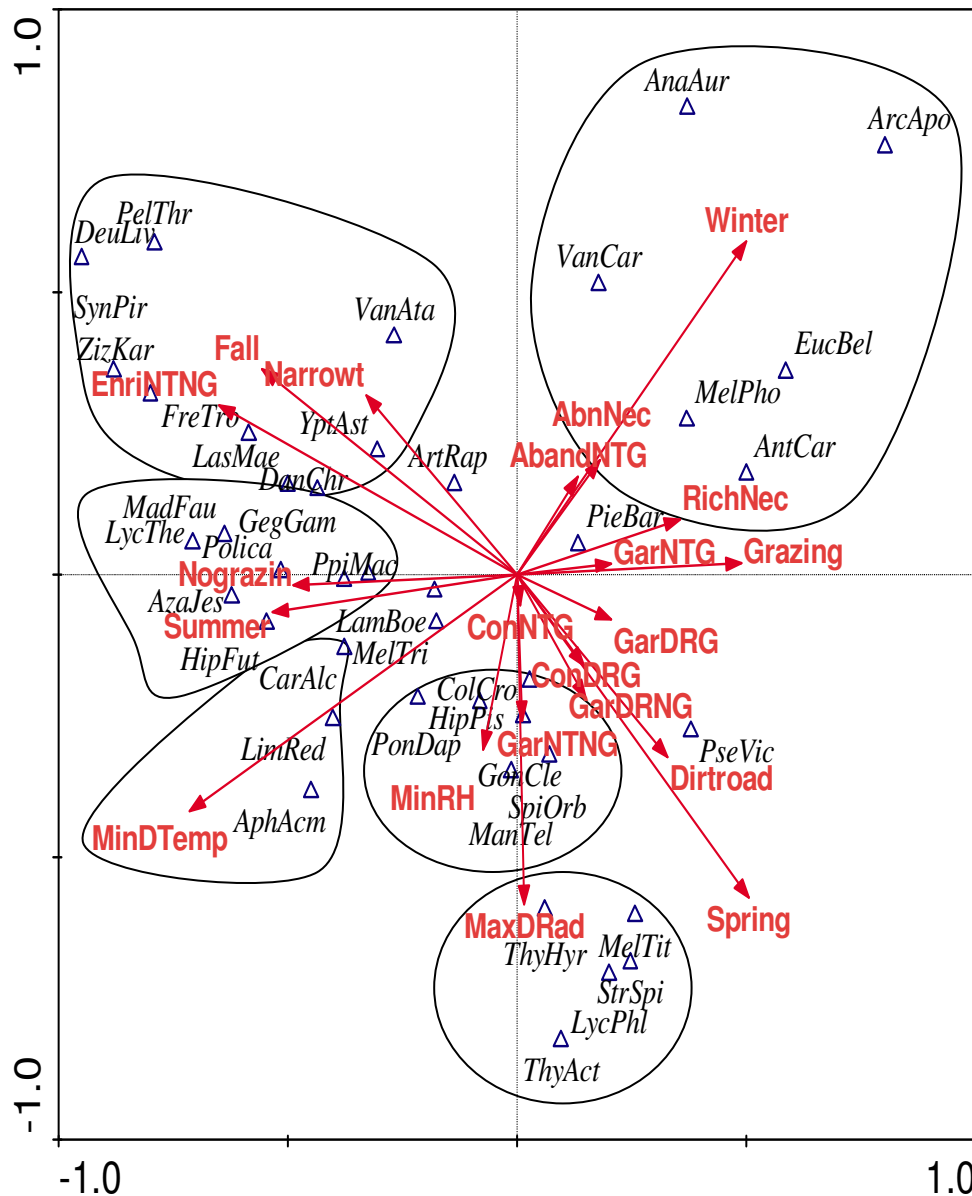 1.0
AnaAur
ArcApo
PelThr
Winter
DeuLiv
VanCar
SynPir
VanAta
ZizKar
Fall
EucBel
Narrowt
EnriNTNG
MelPho
FreTro
YptAst
AbnNec
LasMae
ArtRap
AbandNTG
AntCar
DanChr
RichNec
MadFau
GegGam
PieBar
LycThe
Polica
GarNTG
Grazing
PpiMac
Nograzin
AzaJes
Summer
LamBoe
ConNTG
GarDRG
HipFut
MelTri
CarAlc
ConDRG
ColCro
GarDRNG
HipPis
PonDap
GarNTNG
PseVic
LimRed
GonCle
Dirtroad
MinRH
SpiOrb
AphAcm
ManTel
MinDTemp
MaxDRad
Spring
ThyHyr
MelTit
StrSpi
LycPhl
ThyAct
-1.0
-1.0
1.0